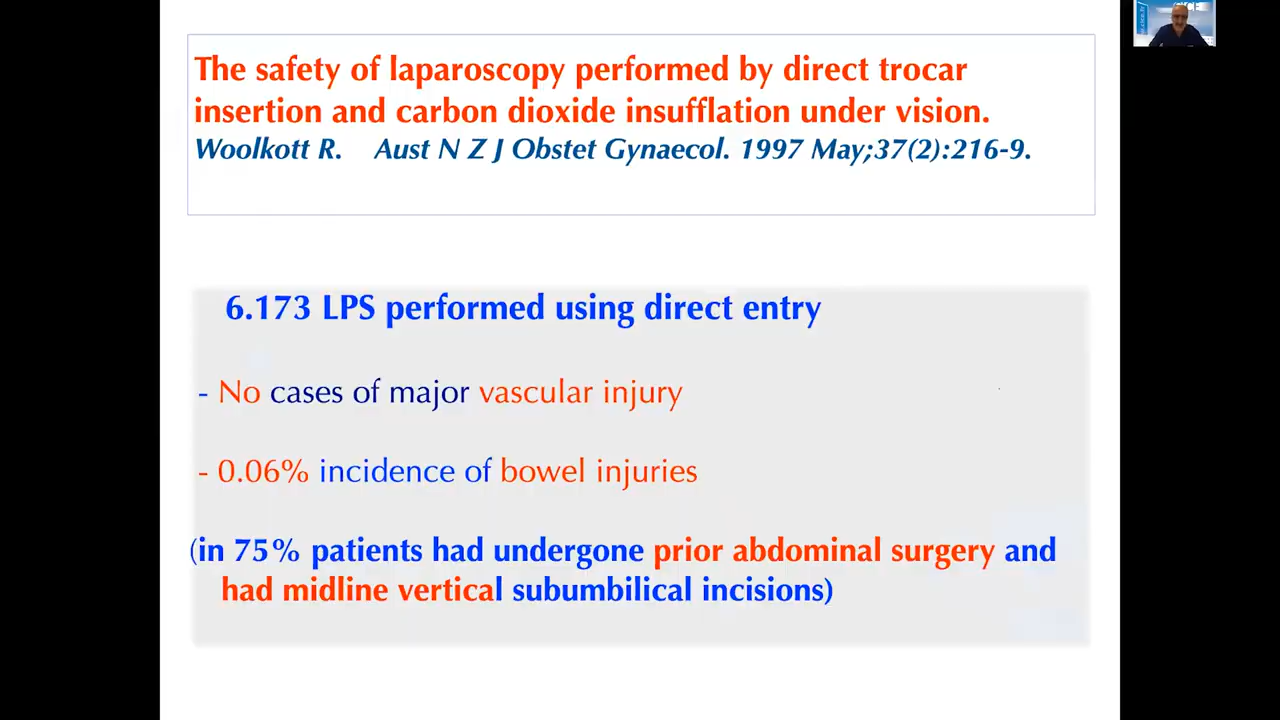 The safety of laparoscopy performed by direct trocar
insertion and carbon dioxide insufflation under vision.
Woolkott R. Aust N Z J Obstet Gynaecol. 1997 May;37(2):216-9.
6.173 LPS performed using direct entry
- No cases of major vascular injury
- 0.06% incidence of bowel injuries
(in 75% patients had undergone prior abdominal surgery and
had midline vertical subumbilical incisions)